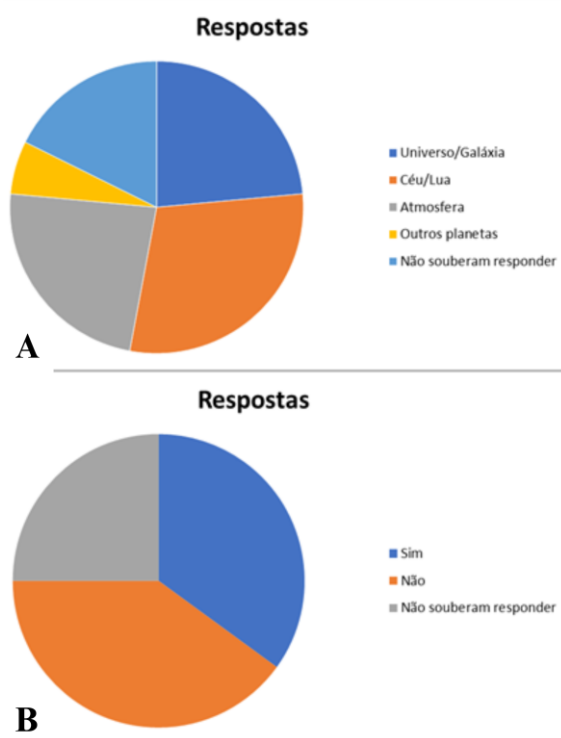 Respostas
Universo/Galáxia
Céu/Lua
Atmosfera
Outros planetas
Não souberam responder
A
Respostas
Sim
Não
Não souberam responder
B